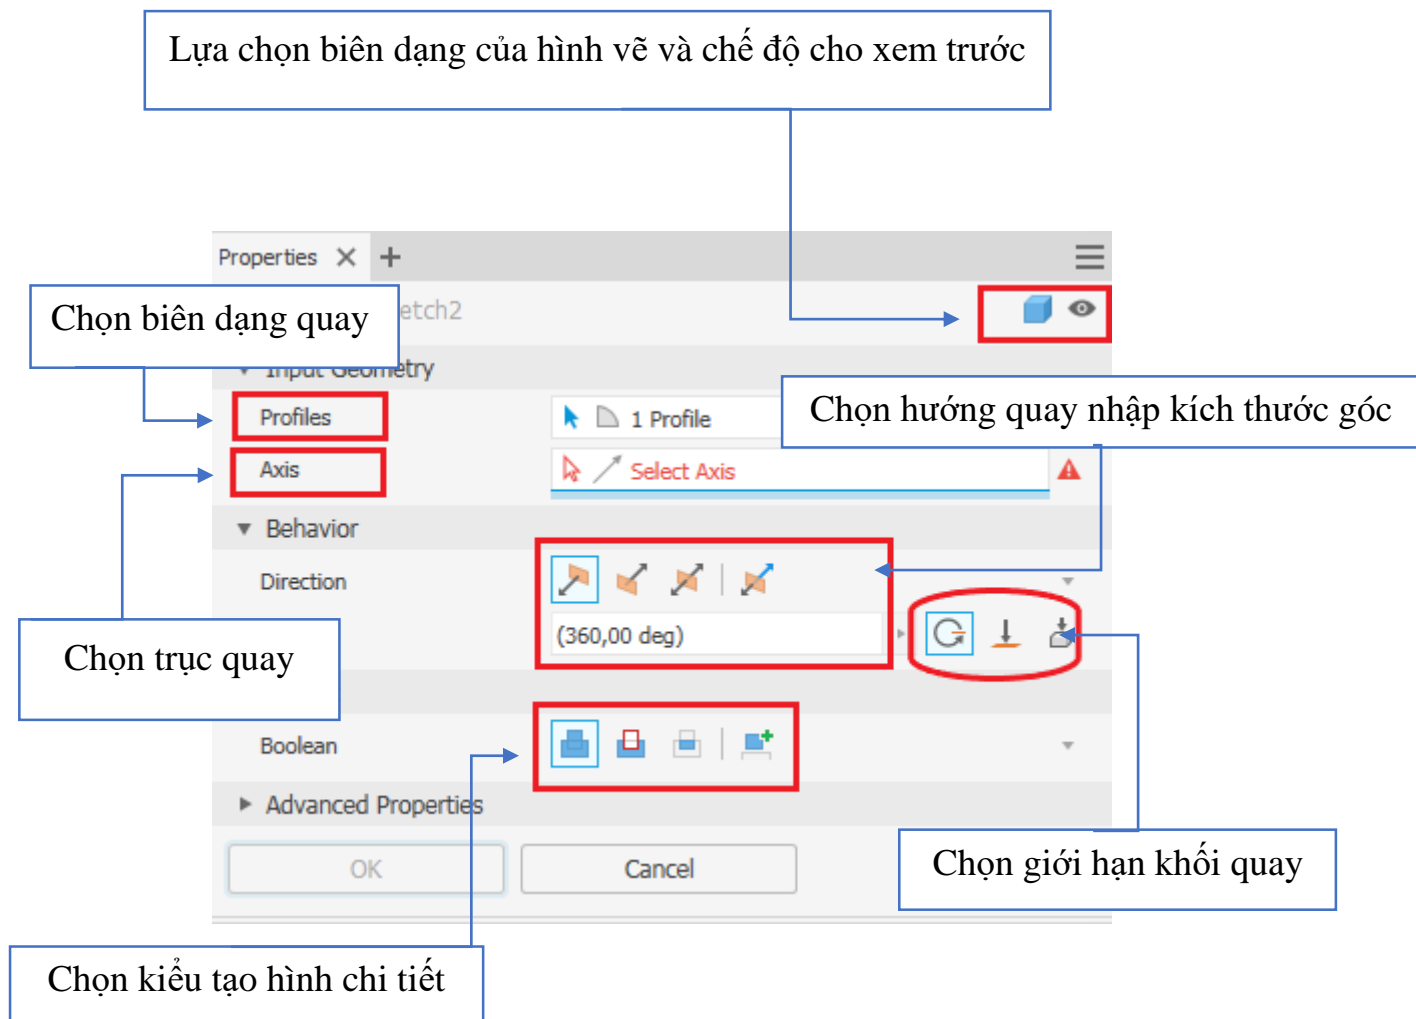 Lựa chọn biên dạng của hình vẽ và chế độ cho xem trước
Properties
Chọn biên dạng quay
etch2
Input Geometry
Profiles
1 Profile
Chọn hướng quay nhập kích thước góc
Axis
Select Axis
Behavior
Direction
(360,00 deg)
Chọn trục quay
Boolean
Advanced Properties
OK
Cancel
Chọn giới hạn khối quay
Chọn kiểu tạo hình chi tiết